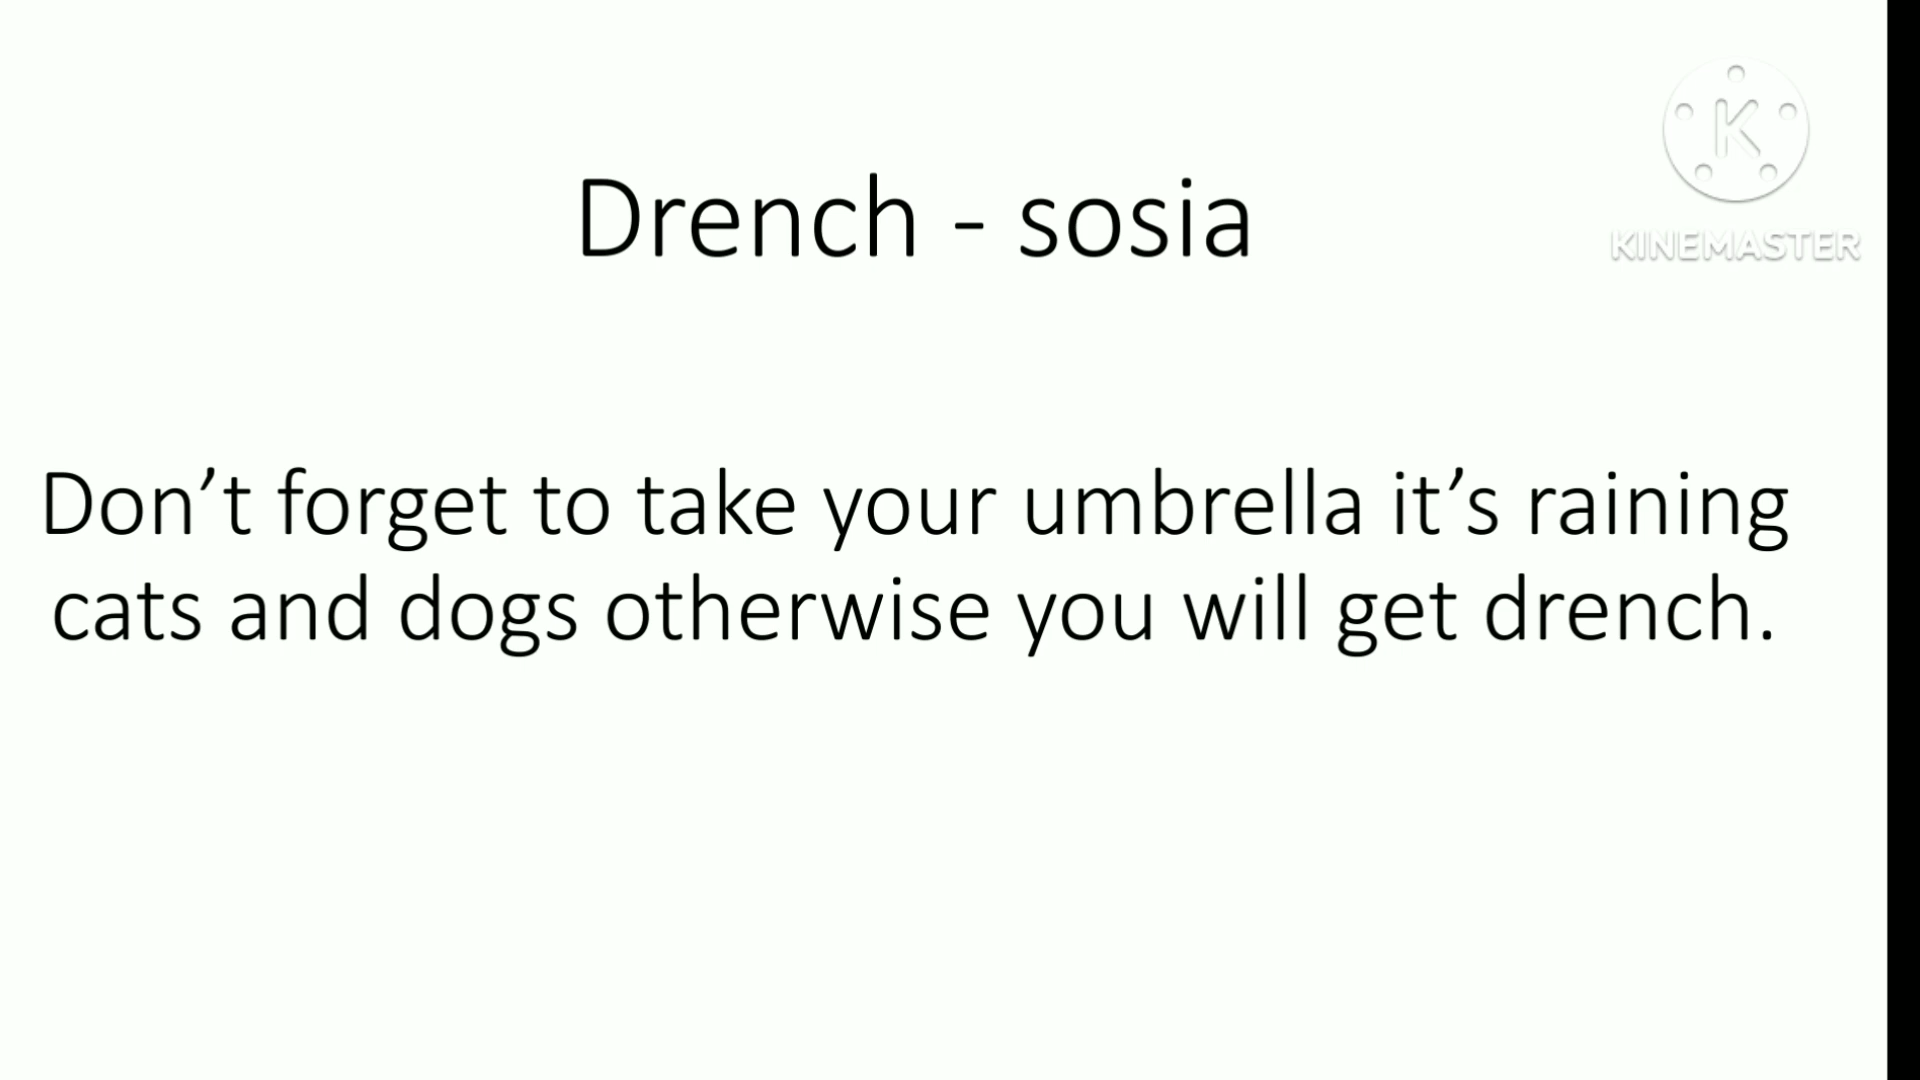 Drench - sosia
KINEMASTER
Don’t forget to take your umbrella it’s raining
cats and dogs otherwise you will get drench.